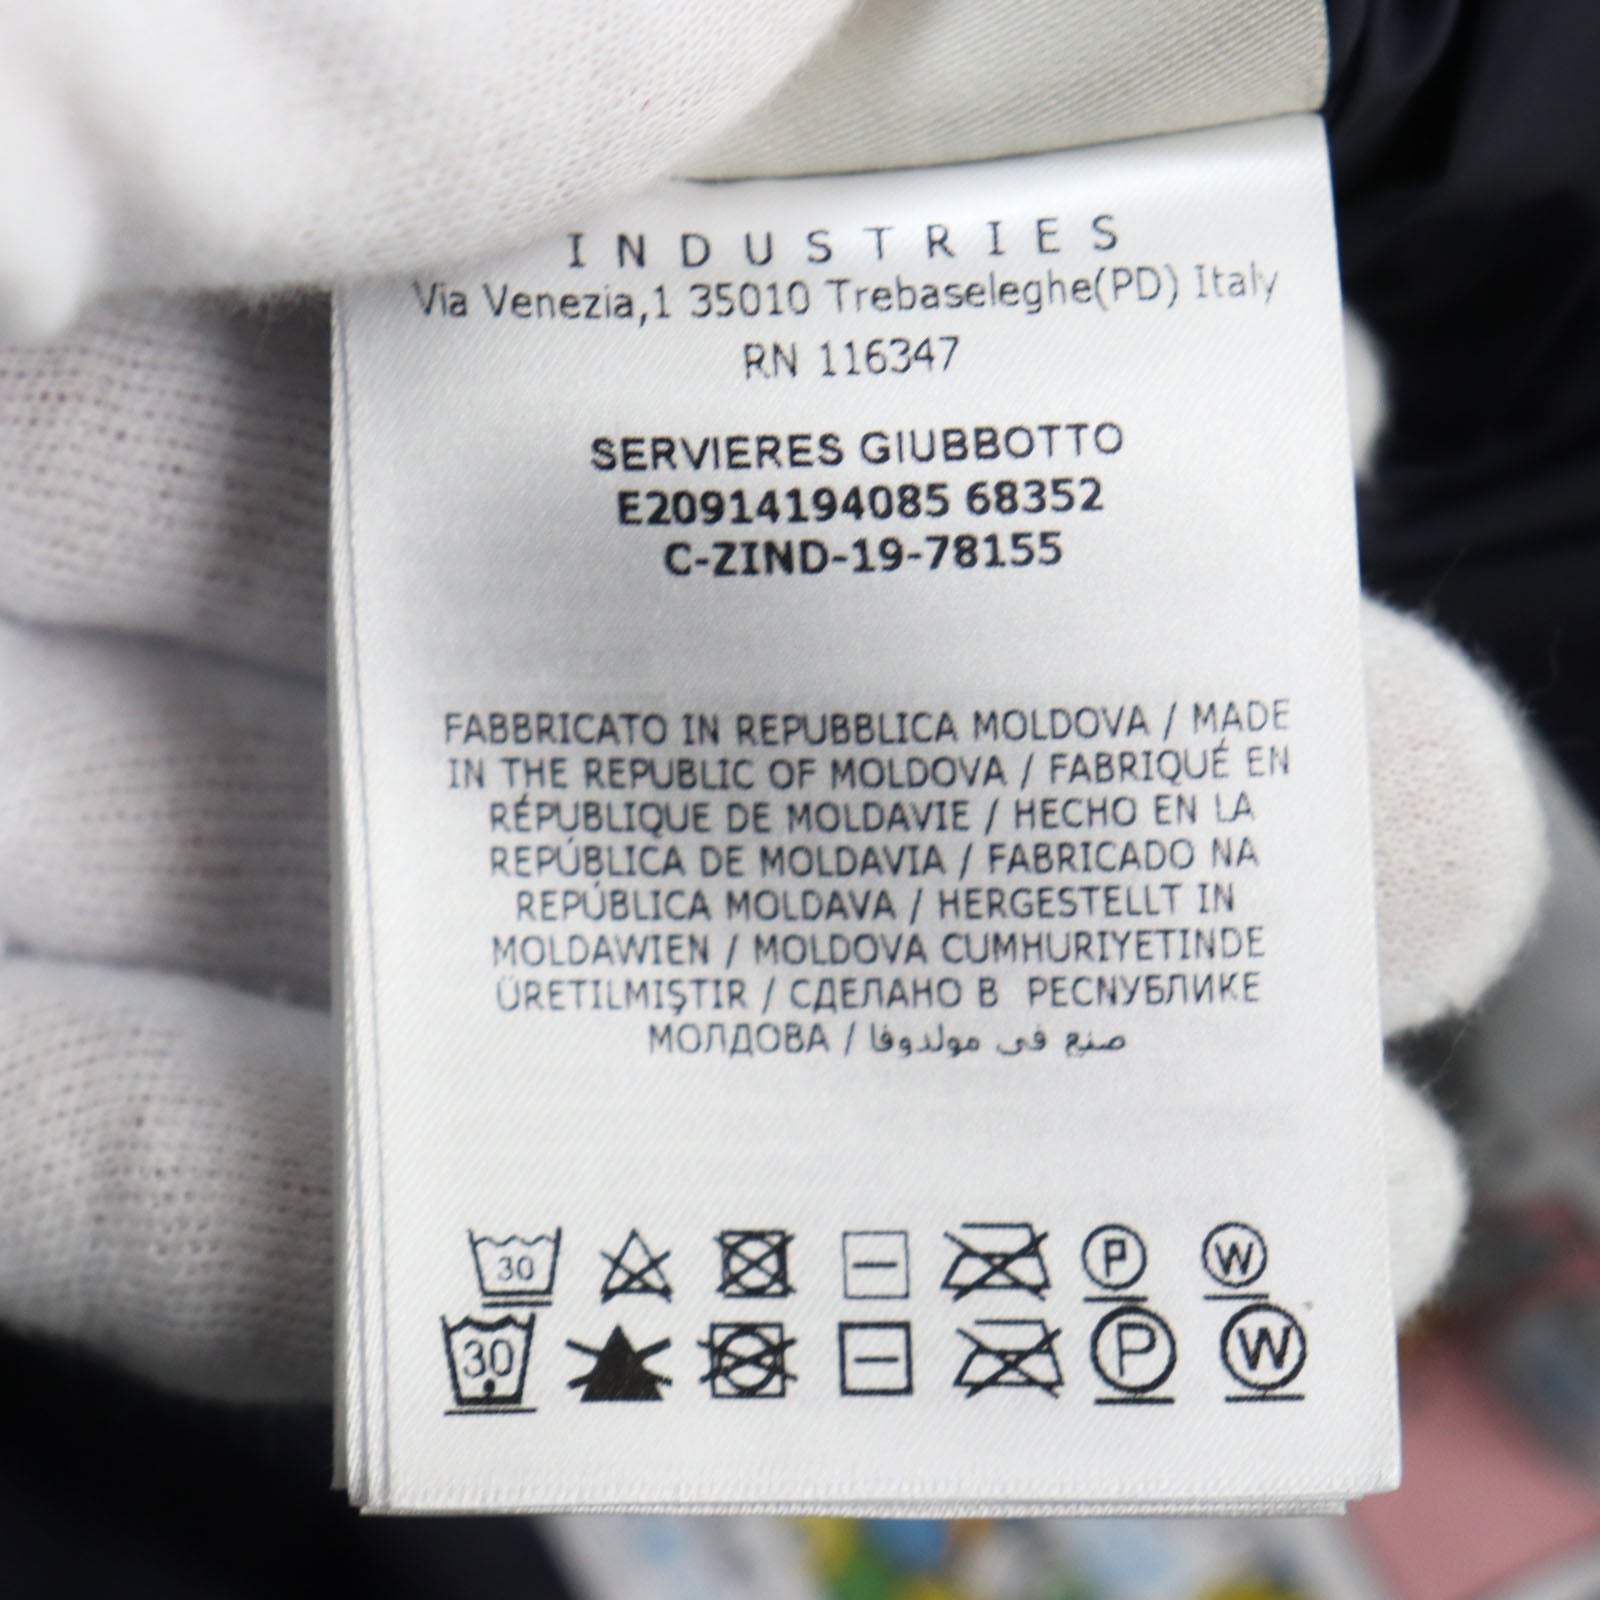 INDUSTRIES
Via Venezia,1 35010 Trebaseleghe(PD) Italy
RN 116347
SERVIERES GIUBBOTTO
E20914194085 68352
C-ZIND-19-78155
FABBRICATO IN REPUBBLICA MOLDOVA / MADE
IN THE REPUBLIC OF MOLDOVA / FABRIQUÉ EN
RÉPUBLIQUE DE MOLDAVIE / HECHO EN LA
REPÚBLICA DE MOLDAVIA / FABRICADO NA
REPÚBLICA MOLDAVA / HERGESTELLT IN
MOLDAWIEN / MOLDOVA CUMHURIYETINDE
ÜRETILMIŞTIR / СДЕЛАНО В РЕСNУБЛИКЕ
МОЛДОВА / صنع في مولدوفا
30 P W
30 P W